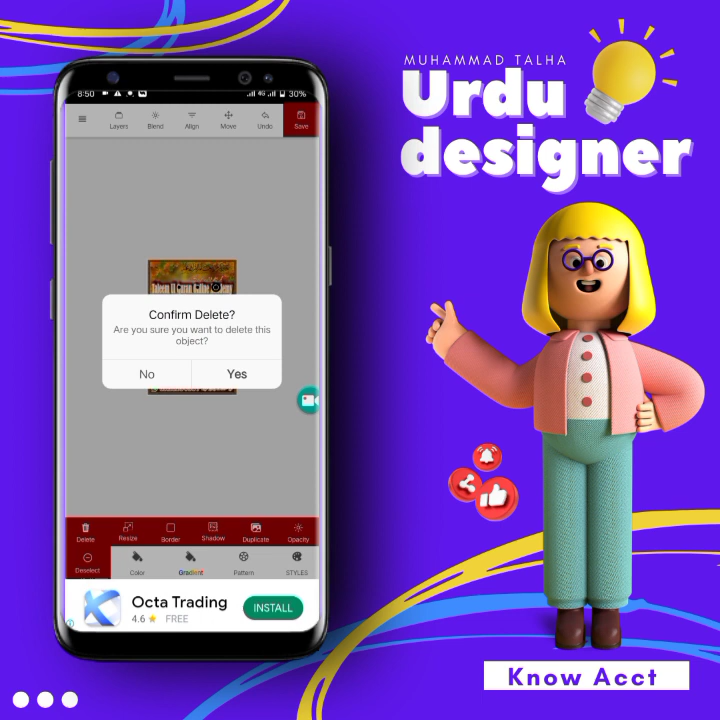 MUHAMMAD TALHA
Urdu
designer
8:50
4G
30%
Layers
Blend
Align
Move
Undo
Save
Confirm Delete?
Are you sure you want to delete this
object?
No
Yes
Delete
Resize
Border
Shadow
Duplicate
Opacity
Deselect
Color
Gradient
Pattern
STYLES
Octa Trading
4.6 ★ FREE
INSTALL
Know Acct